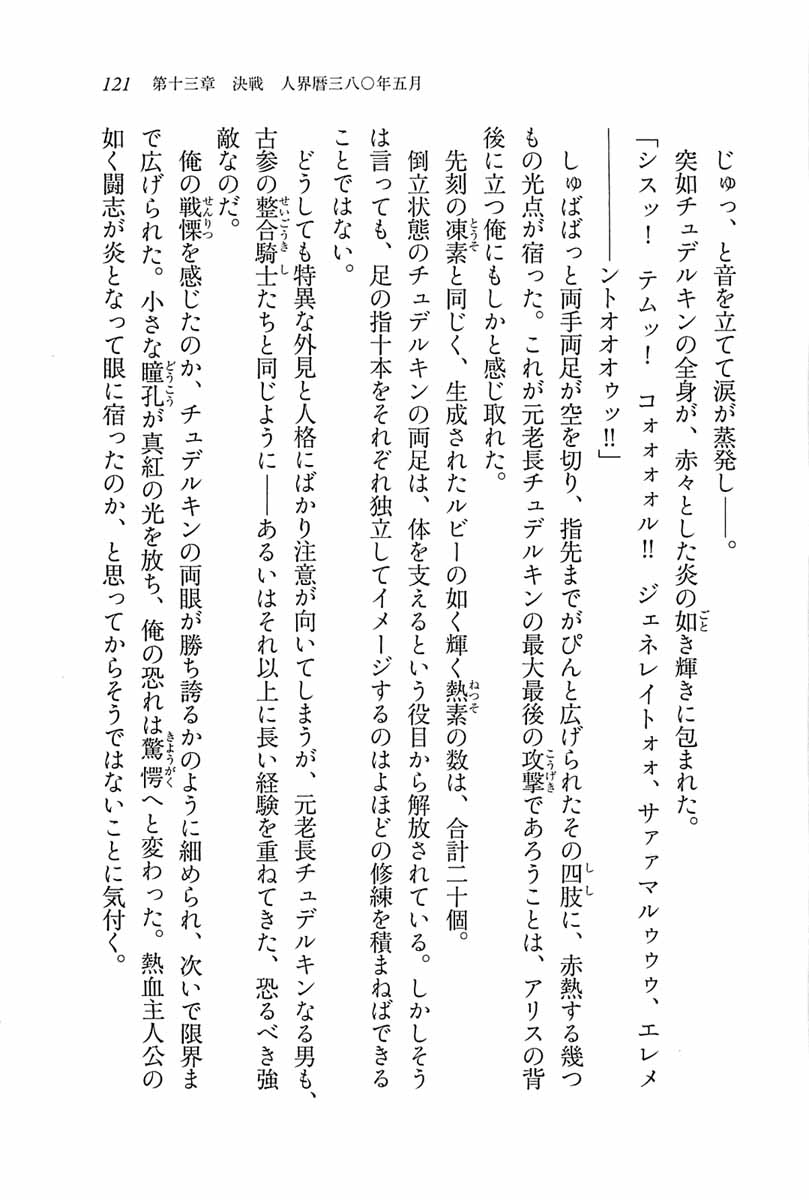 121 第十三章 決戦 人界暦三八〇年五月
じゅっ、と音を立てて涙が蒸発し――。
突如チュデルキンの全身が、赤々とした炎の如き輝きに包まれた。
「シスッ！ テムッ！ コォォォォル!! ジェネレイトォォ、サァァマルゥゥゥ、エレメ
――――――ントオオオゥッ!!」
しゅばばっと両手両足が空を切り、指先までがぴんと広げられたその四肢に、赤熱する幾つ
もの光点が宿った。これが元老長チュデルキンの最大最後の攻撃であろうことは、アリスの背
後に立つ俺にもしかと感じ取れた。
先刻の凍素と同じく、生成されたルビーの如く輝く熱素の数は、合計二十個。
倒立状態のチュデルキンの両足は、体を支えるという役目から解放されている。しかしそう
は言っても、足の指十本をそれぞれ独立してイメージするのはよほどの修練を積まねばできる
ことではない。
どうしても特異な外見と人格にばかり注意が向いてしまうが、元老長チュデルキンなる男も、
古参の整合騎士たちと同じように――あるいはそれ以上に長い経験を重ねてきた、恐るべき強
敵なのだ。
俺の戦慄を感じたのか、チュデルキンの両眼が勝ち誇るかのように細められ、次いで限界ま
で広げられた。小さな瞳孔が真紅の光を放ち、俺の恐れは驚愕へと変わった。熱血主人公の
如く闘志が炎となって眼に宿ったのか、と思ってからそうではないことに気付く。